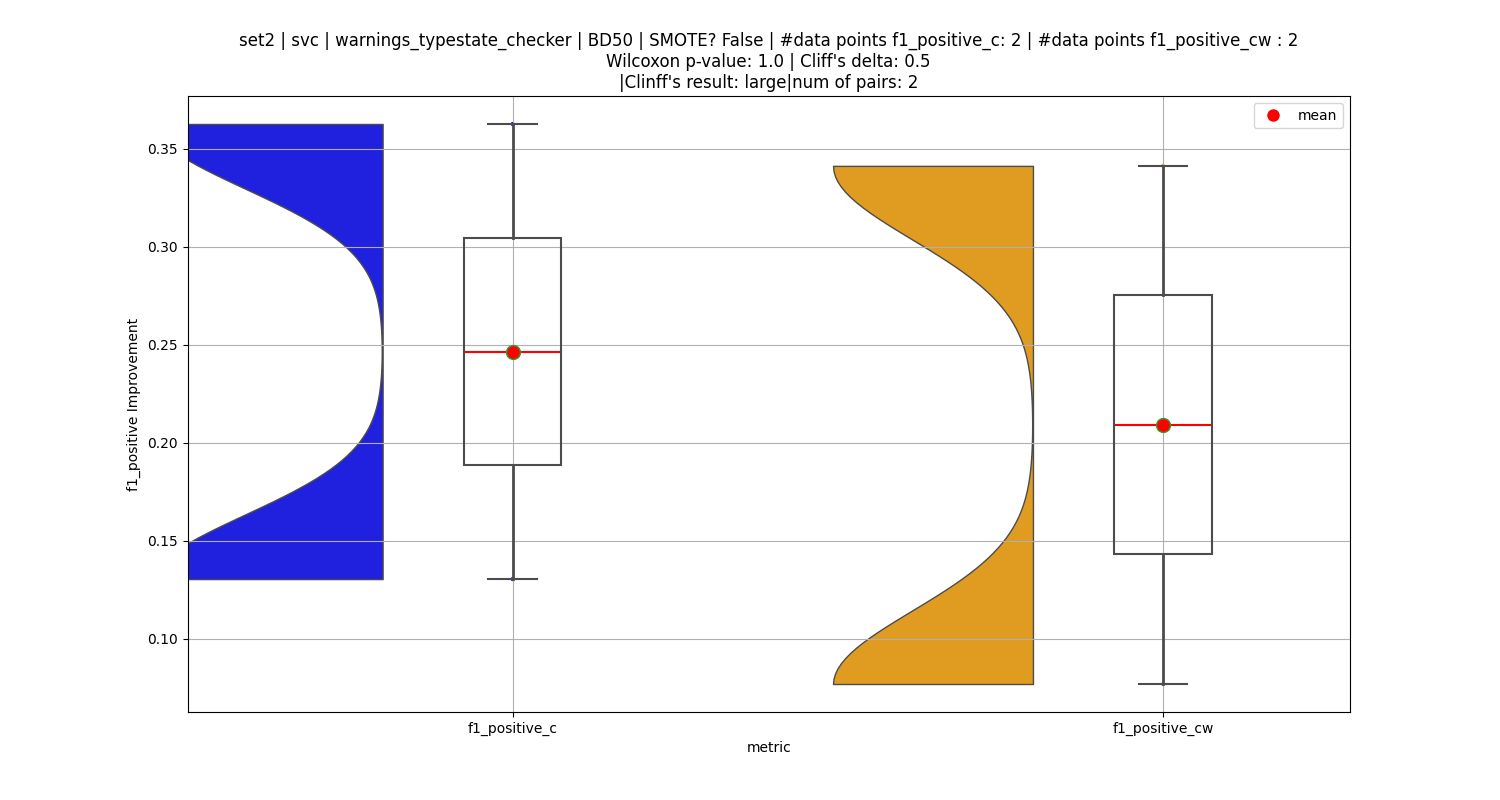 set2 | svc | warnings_typestate_checker | BD50 | SMOTE? False | #data points f1_positive_c: 2 | #data points f1_positive_cw : 2
Wilcoxon p-value: 1.0 | Cliff's delta: 0.5
|Clinff's result: large|num of pairs: 2
mean
0.35
0.30
0.25
0.20
0.15
0.10
f1_positive Improvement
f1_positive_c
f1_positive_cw
metric